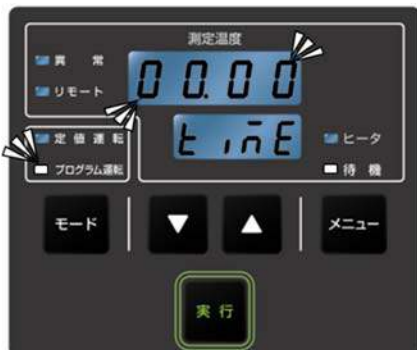 測定温度
異 常
リモート
00.00
定値運転
プログラム運転
timE
ヒータ
待 機
モード
▼
▲
メニュー
実 行